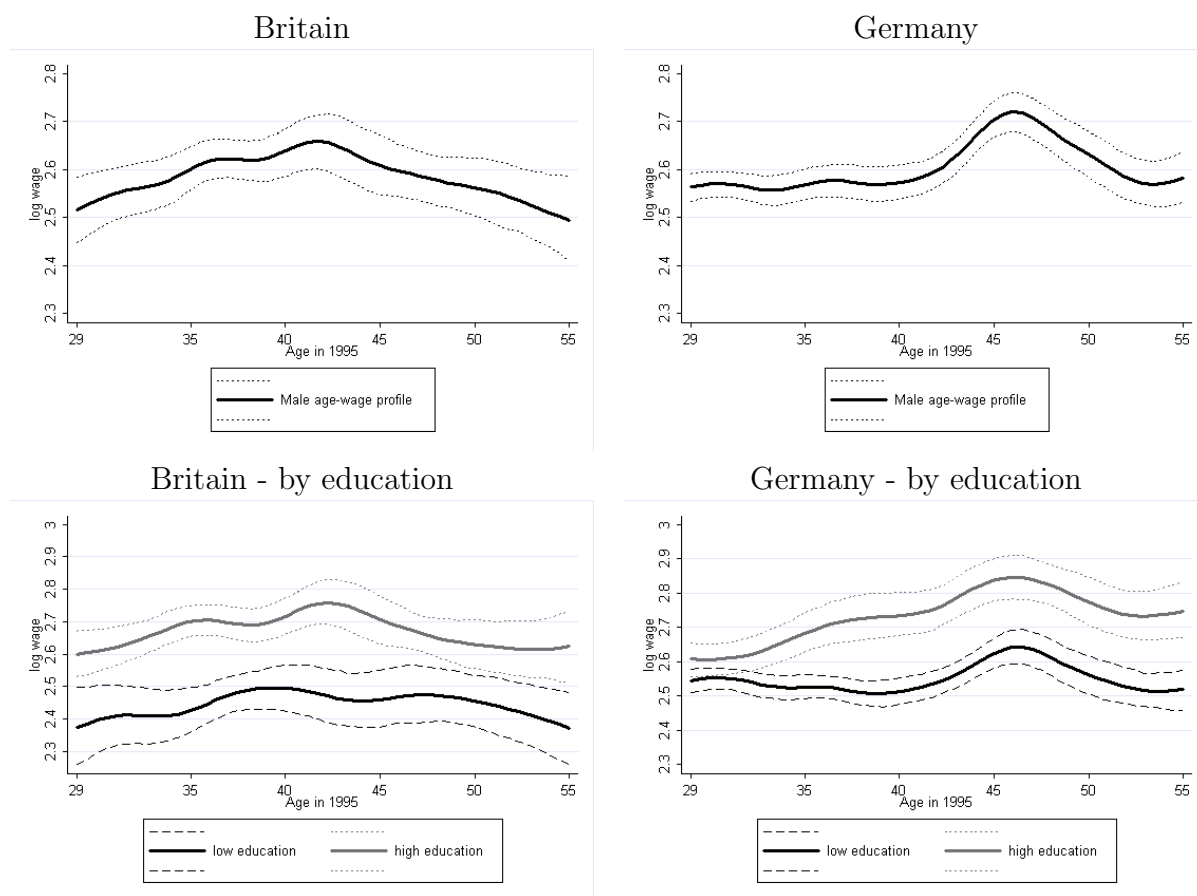 Britain
2.8
2.7
2.6
2.5
2.4
2.3
log wage
29 35 40 45 50 55
Age in 1995
Male age-wage profile
Germany
2.8
2.7
2.6
2.5
2.4
2.3
log wage
29 35 40 45 50 55
Age in 1995
Male age-wage profile
Britain - by education
3
2.9
2.8
2.7
2.6
2.5
2.4
2.3
log wage
29 35 40 45 50 55
Age in 1995
low education high education
Germany - by education
3
2.9
2.8
2.7
2.6
2.5
2.4
2.3
log wage
29 35 40 45 50 55
Age in 1995
low education high education